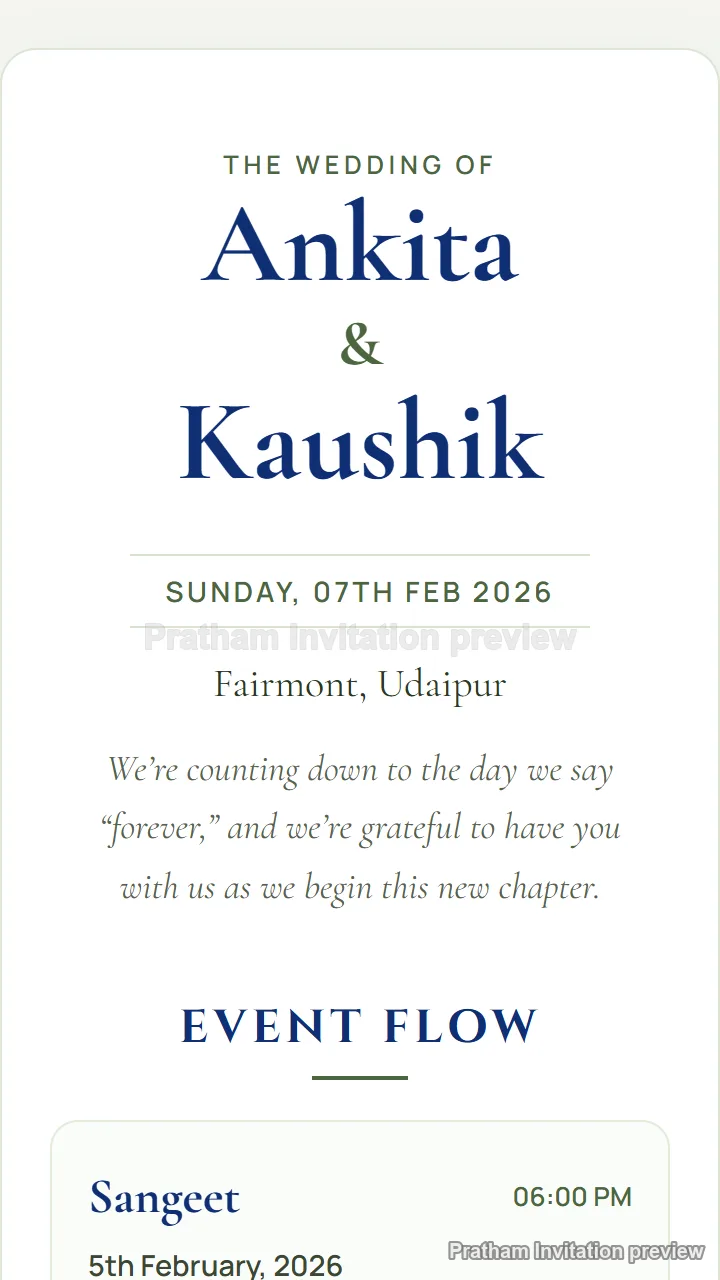 THE WEDDING OF
Ankita
&
Kaushik
SUNDAY, 07TH FEB 2026
Pratham Invitation preview
Fairmont, Udaipur
We’re counting down to the day we say
“forever,” and we’re grateful to have you
with us as we begin this new chapter.
EVENT FLOW
Sangeet
06:00 PM
5th February, 2026
Pratham Invitation preview